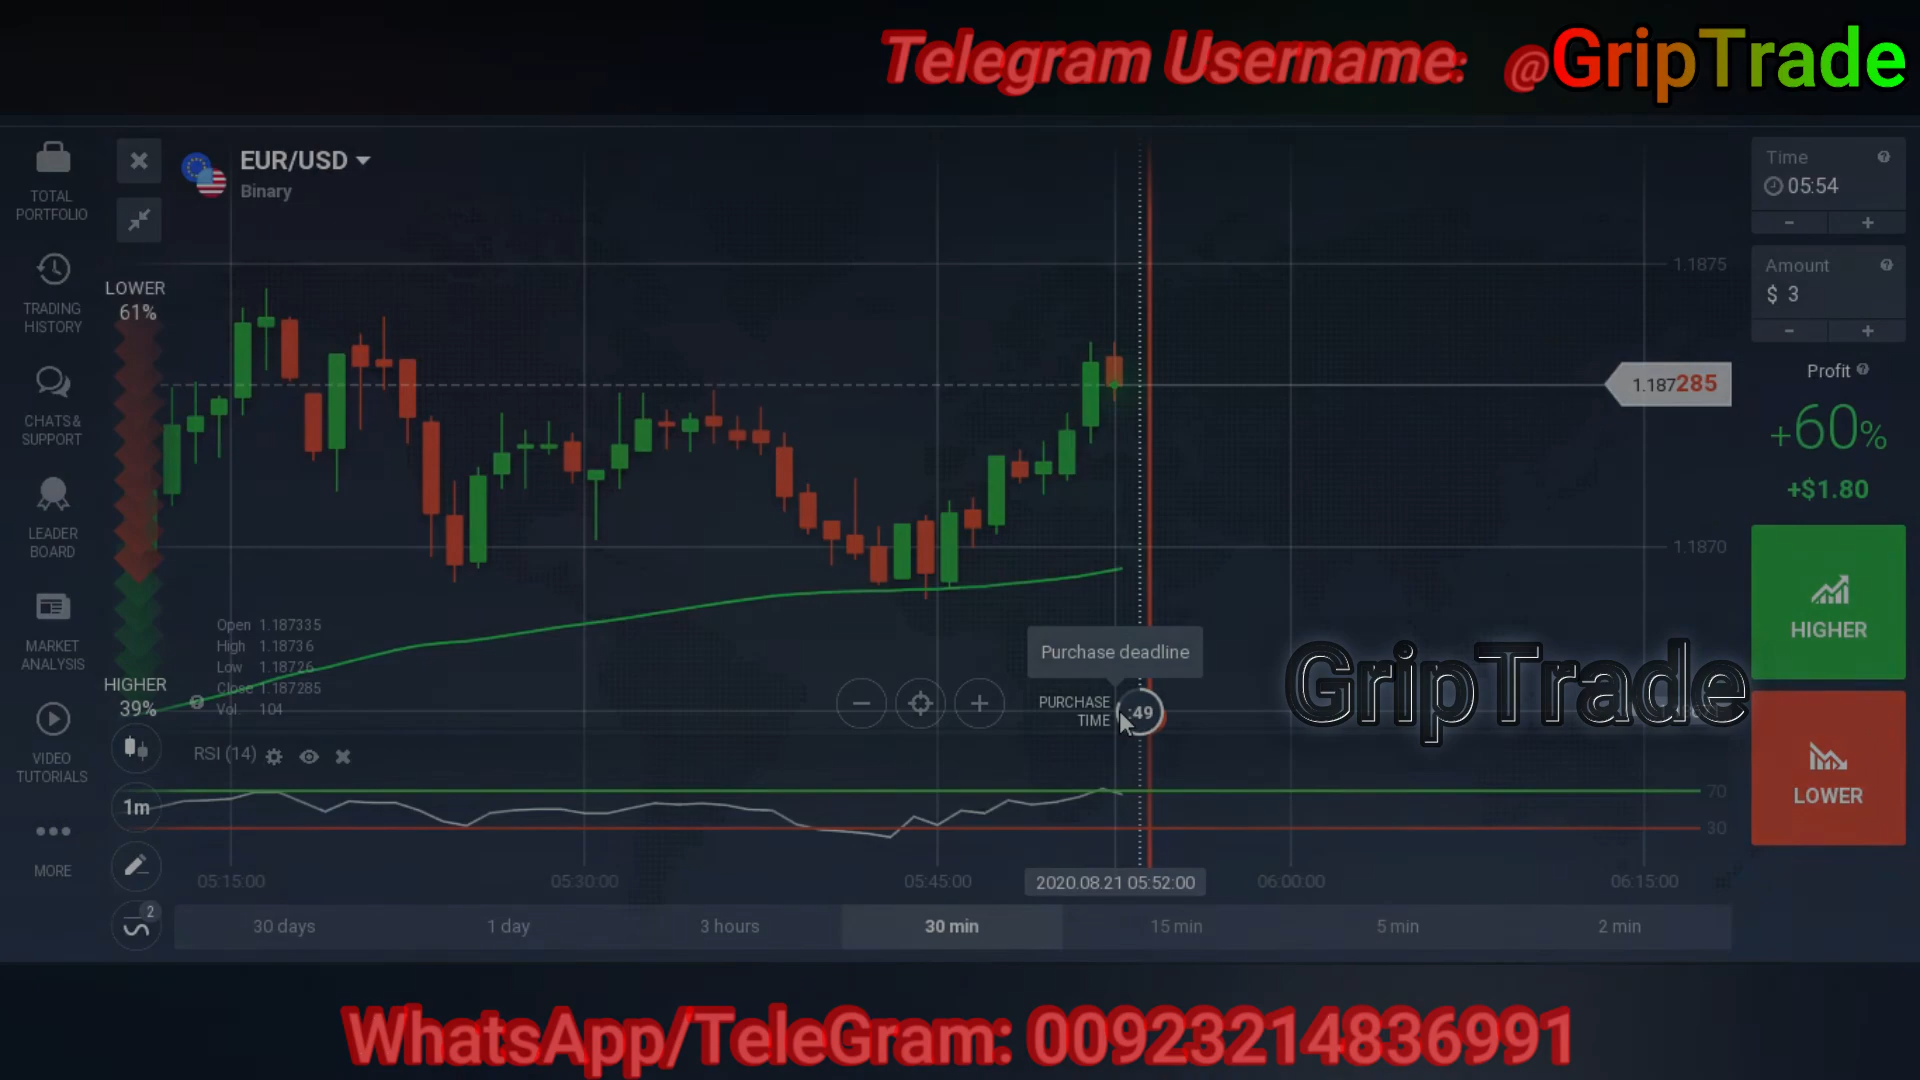 Telegram Username: @GripTrade
EUR/USD
Binary
TOTAL
PORTFOLIO
TRADING
HISTORY
CHATS &
SUPPORT
LEADER
BOARD
MARKET
ANALYSIS
VIDEO
TUTORIALS
MORE
LOWER
61%
HIGHER
39%
1m
2
Open 1.187335
High 1.18736
Low 1.18726
Close 1.187285
Vol. 104
RSI (14)
Purchase deadline
PURCHASE
TIME
:49
GripTrade
1.1875
1.187285
1.1870
70
30
05:15:00
05:30:00
05:45:00
2020.08.21 05:52:00
06:00:00
06:15:00
30 days
1 day
3 hours
30 min
15 min
5 min
2 min
Time
05:54
Amount
$ 3
Profit
+60%
+$1.80
HIGHER
LOWER
WhatsApp/TeleGram: 00923214836991